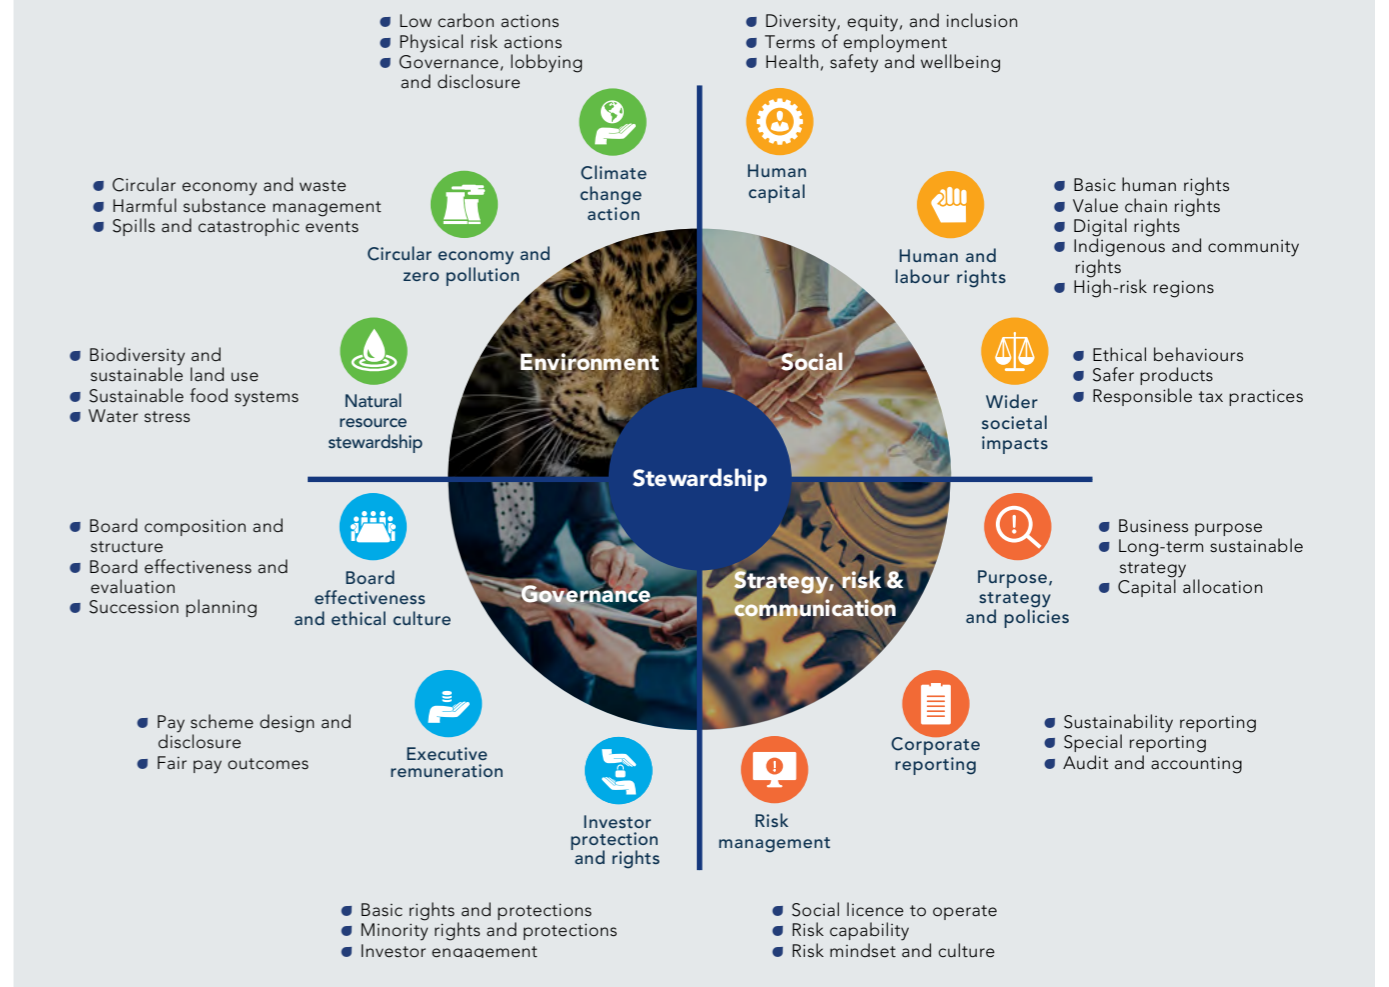 Low carbon actions
Physical risk actions
Governance, lobbying
and disclosure
Climate
change
action
Circular economy and waste
Harmful substance management
Spills and catastrophic events
Circular economy and
zero pollution
Biodiversity and
sustainable land use
Sustainable food systems
Water stress
Natural
resource
stewardship
Environment
Diversity, equity, and inclusion
Terms of employment
Health, safety and wellbeing
Human
capital
Basic human rights
Value chain rights
Digital rights
Indigenous and community
rights
High-risk regions
Human and
labour rights
Ethical behaviours
Safer products
Responsible tax practices
Wider
societal
impacts
Social
Stewardship
Board composition and
structure
Board effectiveness and
evaluation
Succession planning
Board
effectiveness
and ethical culture
Governance
Pay scheme design and
disclosure
Fair pay outcomes
Executive
remuneration
Investor
protection
and rights
Basic rights and protections
Minority rights and protections
Investor engagement
Strategy, risk &
communication
Purpose,
strategy
and policies
Business purpose
Long-term sustainable
strategy
Capital allocation
Corporate
reporting
Sustainability reporting
Special reporting
Audit and accounting
Risk
management
Social licence to operate
Risk capability
Risk mindset and culture